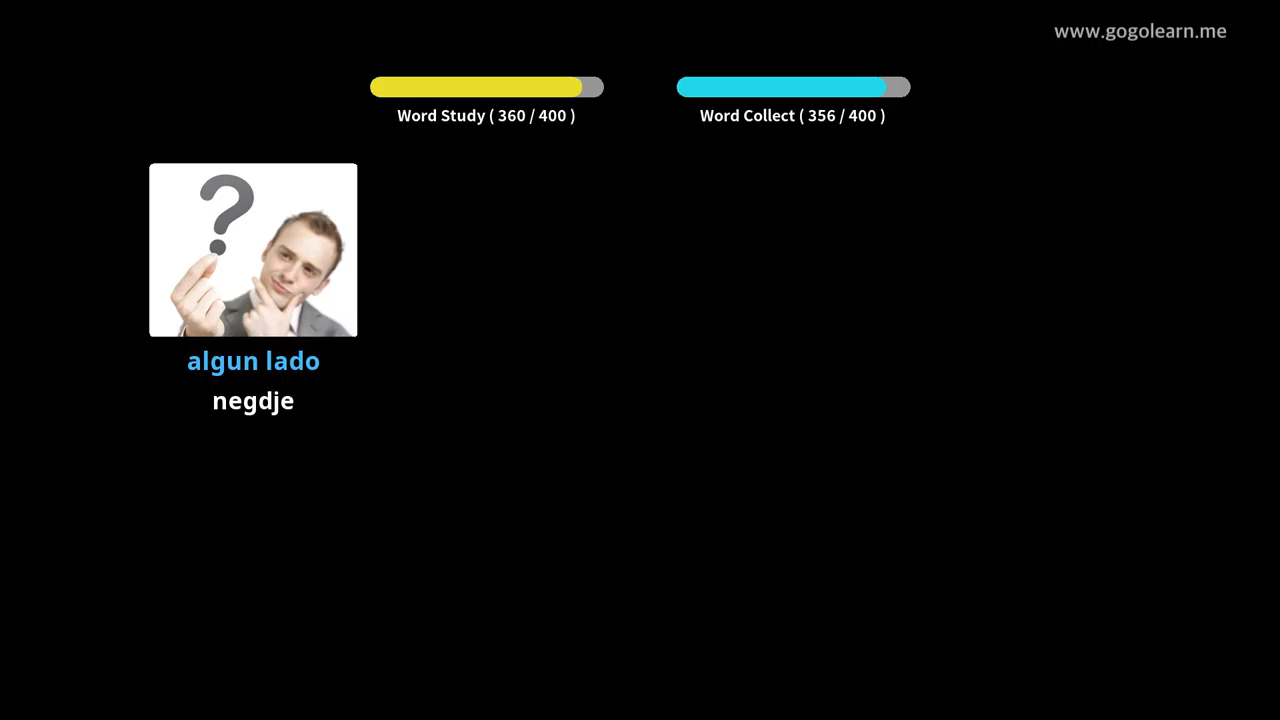 www.gogolearn.me
Word Study ( 360 / 400 )
Word Collect ( 356 / 400 )
?
algun lado
negdje